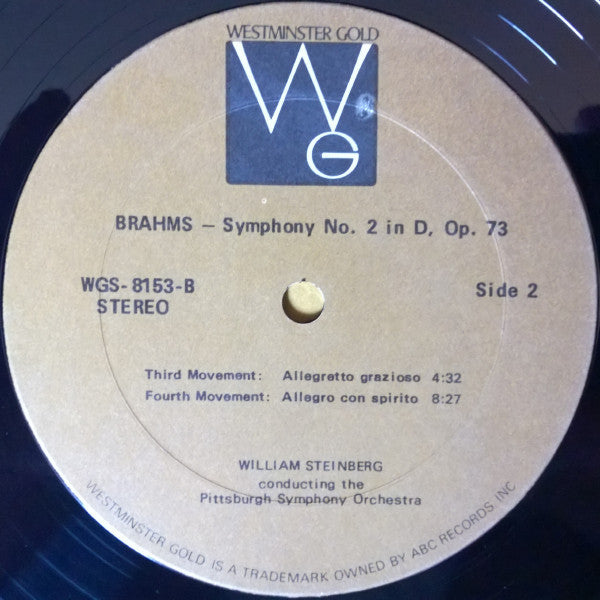 WESTMINSTER GOLD
WG
BRAHMS – Symphony No. 2 in D, Op. 73
WGS-8153-B
STEREO
Side 2
Third Movement: Allegretto grazioso 4:32
Fourth Movement: Allegro con spirito 8:27
WILLIAM STEINBERG
conducting the
Pittsburgh Symphony Orchestra
WESTMINSTER GOLD IS A TRADEMARK OWNED BY ABC RECORDS, INC